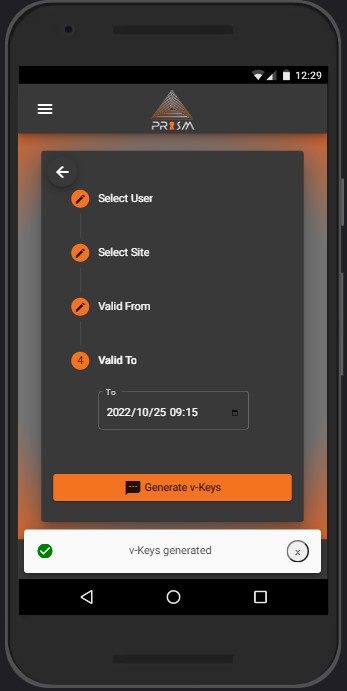 12:29
PRISM
Select User
Select Site
Valid From
4 Valid To
To
2022/10/25 09:15
Generate v-Keys
v-Keys generated
x